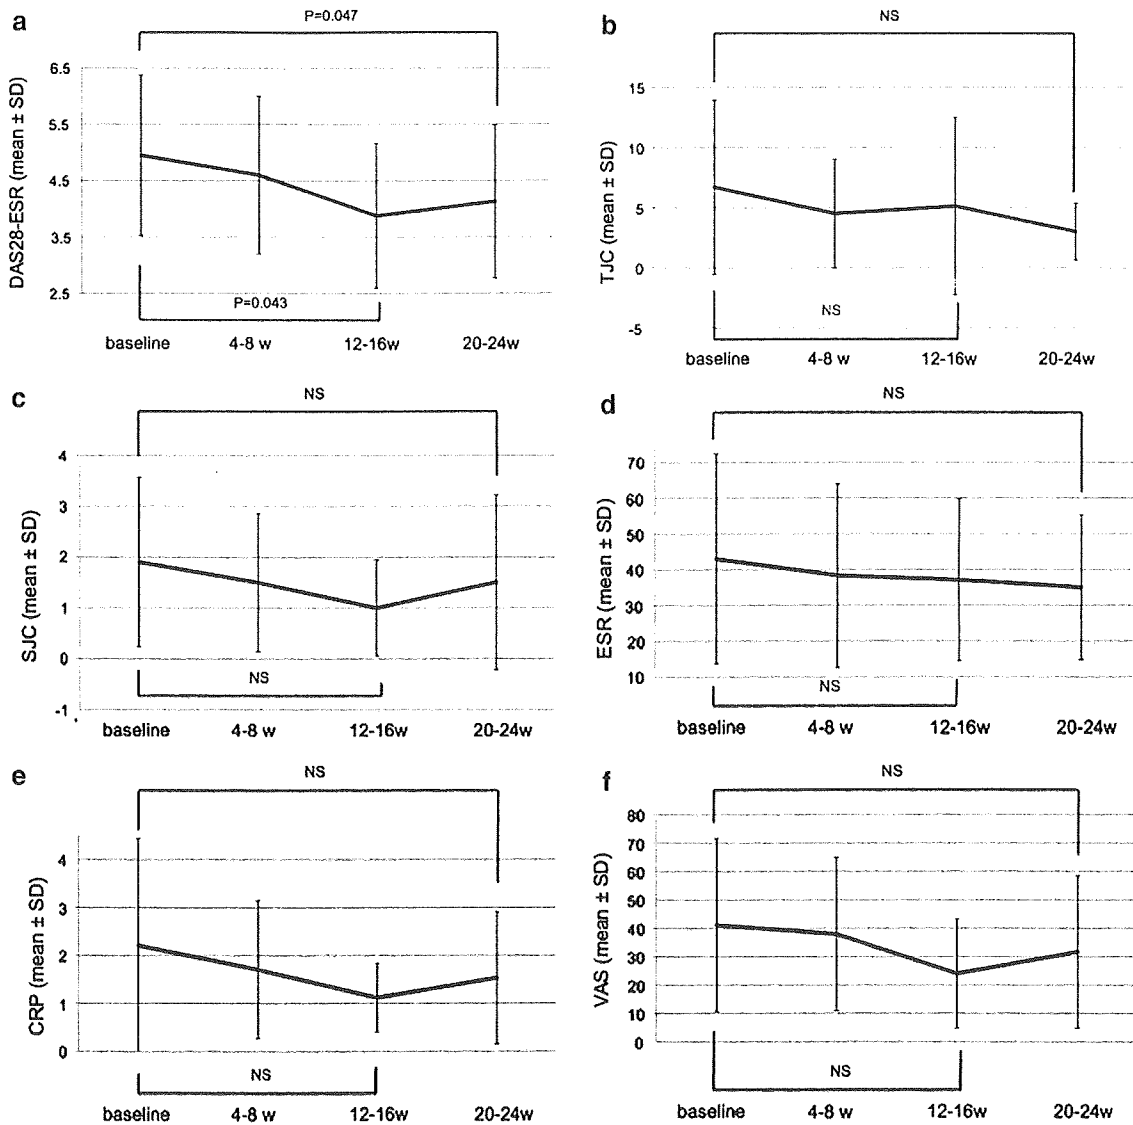 a
P=0.047
DAS28-ESR (mean ± SD)
6.5
5.5
4.5
3.5
2.5
P=0.043
baseline 4-8 w 12-16w 20-24w
b
NS
TJC (mean ± SD)
15
10
5
0
-5
NS
baseline 4-8 w 12-16w 20-24w
c
NS
SJC (mean ± SD)
4
3
2
1
0
-1
NS
baseline 4-8 w 12-16w 20-24w
d
NS
ESR (mean ± SD)
70
60
50
40
30
20
10
NS
baseline 4-8 w 12-16w 20-24w
e
NS
CRP (mean ± SD)
4
3
2
1
0
NS
baseline 4-8 w 12-16w 20-24w
f
NS
VAS (mean ± SD)
80
70
60
50
40
30
20
10
0
NS
baseline 4-8 w 12-16w 20-24w